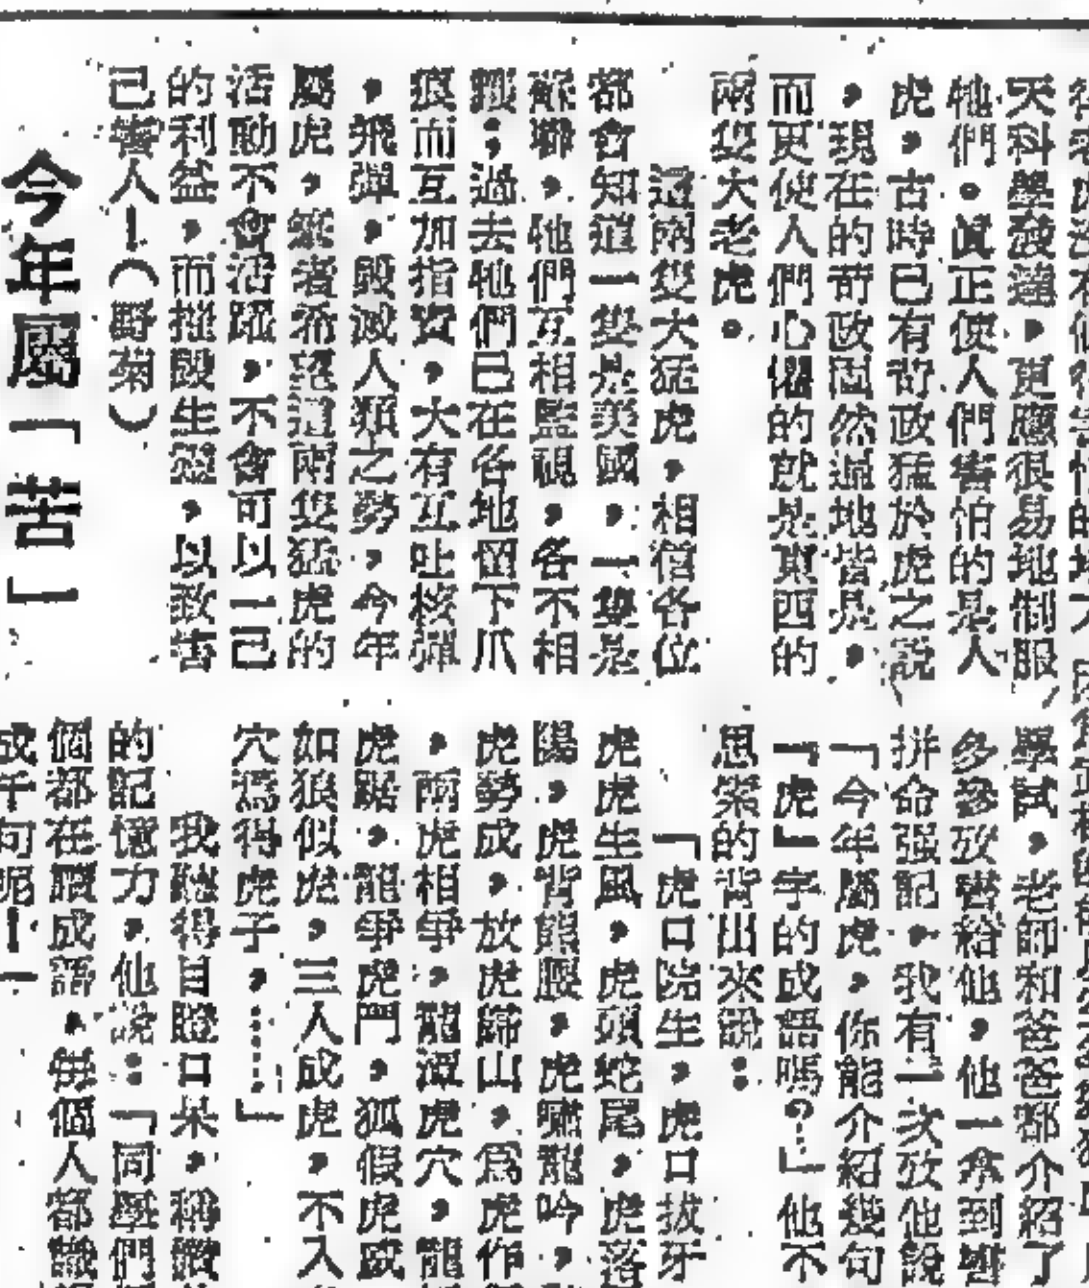 天科學發達，更應很易地制服
牠們。眞正使人們害怕的是人
虎，古時已有苛政猛於虎之說
，現在的苛政固然遍地皆是，
而更使人們心儸的就是東西的
兩隻大老虎。
這兩隻大猛虎，相信各位
都會知道一隻是美國，一隻是
蘇聯，他們互相監視，各不相
讓；過去牠們已在各地留下爪
痕而互加指責，大有互吐核彈
，飛彈，毀滅人類之勢，今年
屬虎，筆者希望這兩隻猛虎的
活動不會活躍，不會可以一己
的利益，而摧毀生靈，以致害
己害人！（野菊）
今年屬「苦」
學試，老師和爸爸都介紹了
多參攷書給他，他一拿到
拼命强記，我有一次攷他說
「今年屬虎，你能介紹幾句
『虎』字的成語嗎？」他不
思索的背出來說：
「虎口院生，虎口拔牙
虎虎生風，虎頭蛇尾，虎落
陽，虎背熊腰，虎嘯龍吟，
虎勢成，放虎歸山，爲虎作
，兩虎相爭，龍潭虎穴，龍
虎踞，龍爭虎鬥，狐假虎威
如狼似虎，三人成虎，不入
穴焉得虎子，……」
我聽得目瞪口呆，稱讚
的記憶力，他說：「同學們
個都在唸成語，每個人都識
成千句呢！